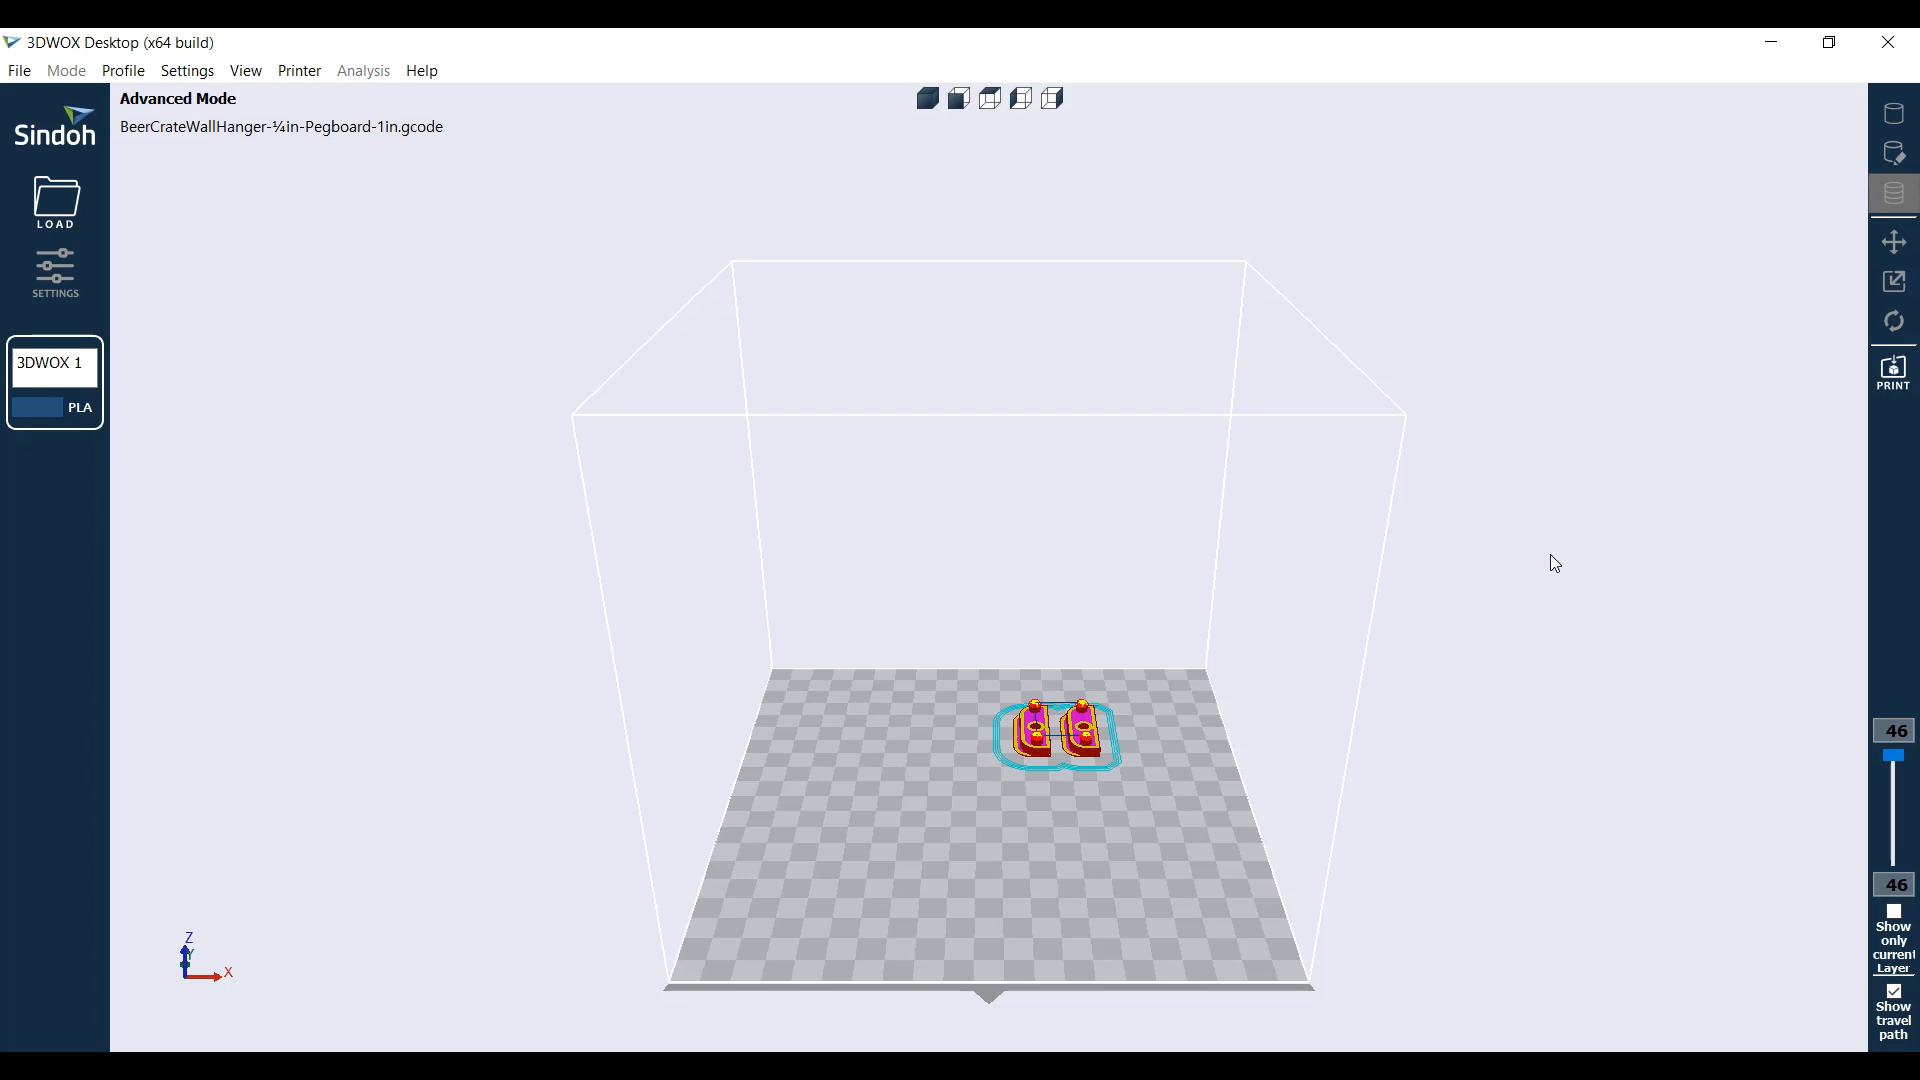 3DWOX Desktop (x64 build)
File Mode Profile Settings View Printer Analysis Help
Advanced Mode
BeerCrateWallHanger-¼in-Pegboard-1in.gcode
Sindoh
LOAD
SETTINGS
3DWOX 1
PLA
PRINT
46
46
Show
only
current
Layer
Show
travel
path
Z
Y
X